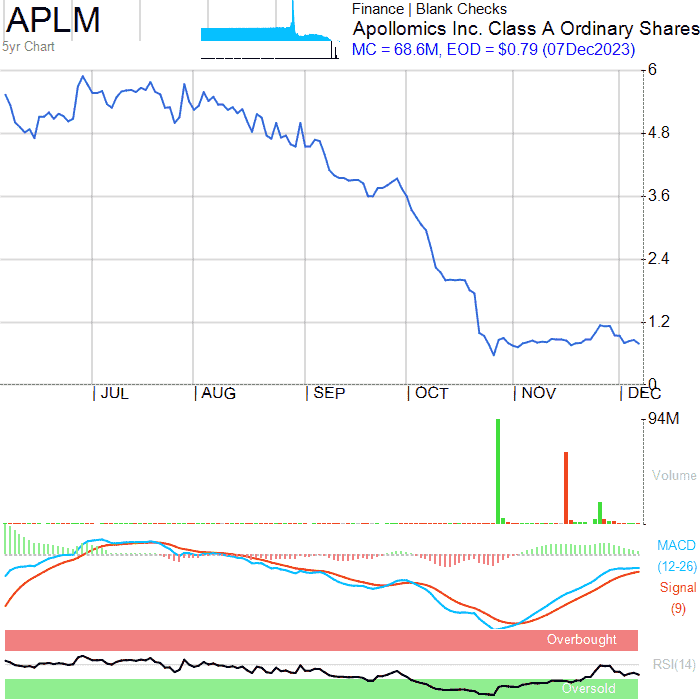 APLM
5yr Chart
Finance | Blank Checks
Apollomics Inc. Class A Ordinary Shares
MC = 68.6M, EOD = $0.79 (07Dec2023)
6
4.8
3.6
2.4
1.2
0
JUL
AUG
SEP
OCT
NOV
DEC
94M
Volume
MACD
(12-26)
Signal
(9)
Overbought
RSI(14)
Oversold